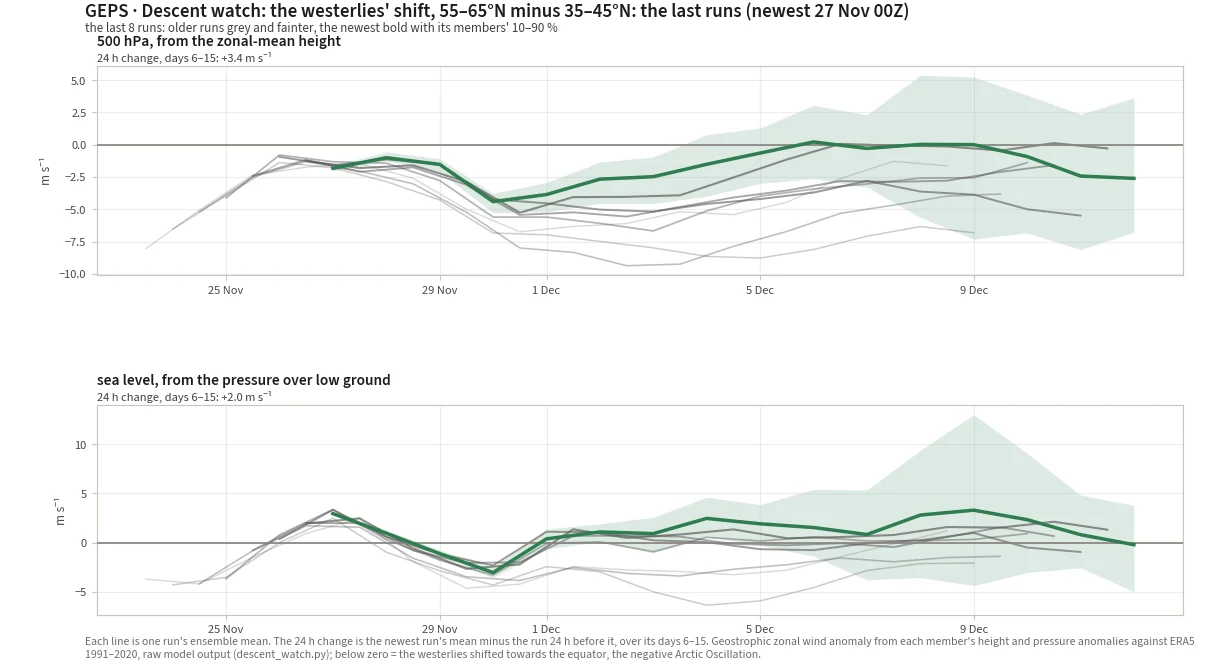 GEPS · Descent watch: the westerlies' shift, 55–65°N minus 35–45°N: the last runs (newest 27 Nov 00Z)
the last 8 runs: older runs grey and fainter, the newest bold with its members' 10–90 %
500 hPa, from the zonal-mean height
24 h change, days 6–15: +3.4 m s⁻¹
5.0
2.5
0.0
−2.5
−5.0
−7.5
−10.0
m s⁻¹
25 Nov 29 Nov 1 Dec 5 Dec 9 Dec
sea level, from the pressure over low ground
24 h change, days 6–15: +2.0 m s⁻¹
10
5
0
−5
m s⁻¹
25 Nov 29 Nov 1 Dec 5 Dec 9 Dec
Each line is one run's ensemble mean. The 24 h change is the newest run's mean minus the run 24 h before it, over its days 6–15. Geostrophic zonal wind anomaly from each member's height and pressure anomalies against ERA5
1991–2020, raw model output (descent_watch.py); below zero = the westerlies shifted towards the equator, the negative Arctic Oscillation.